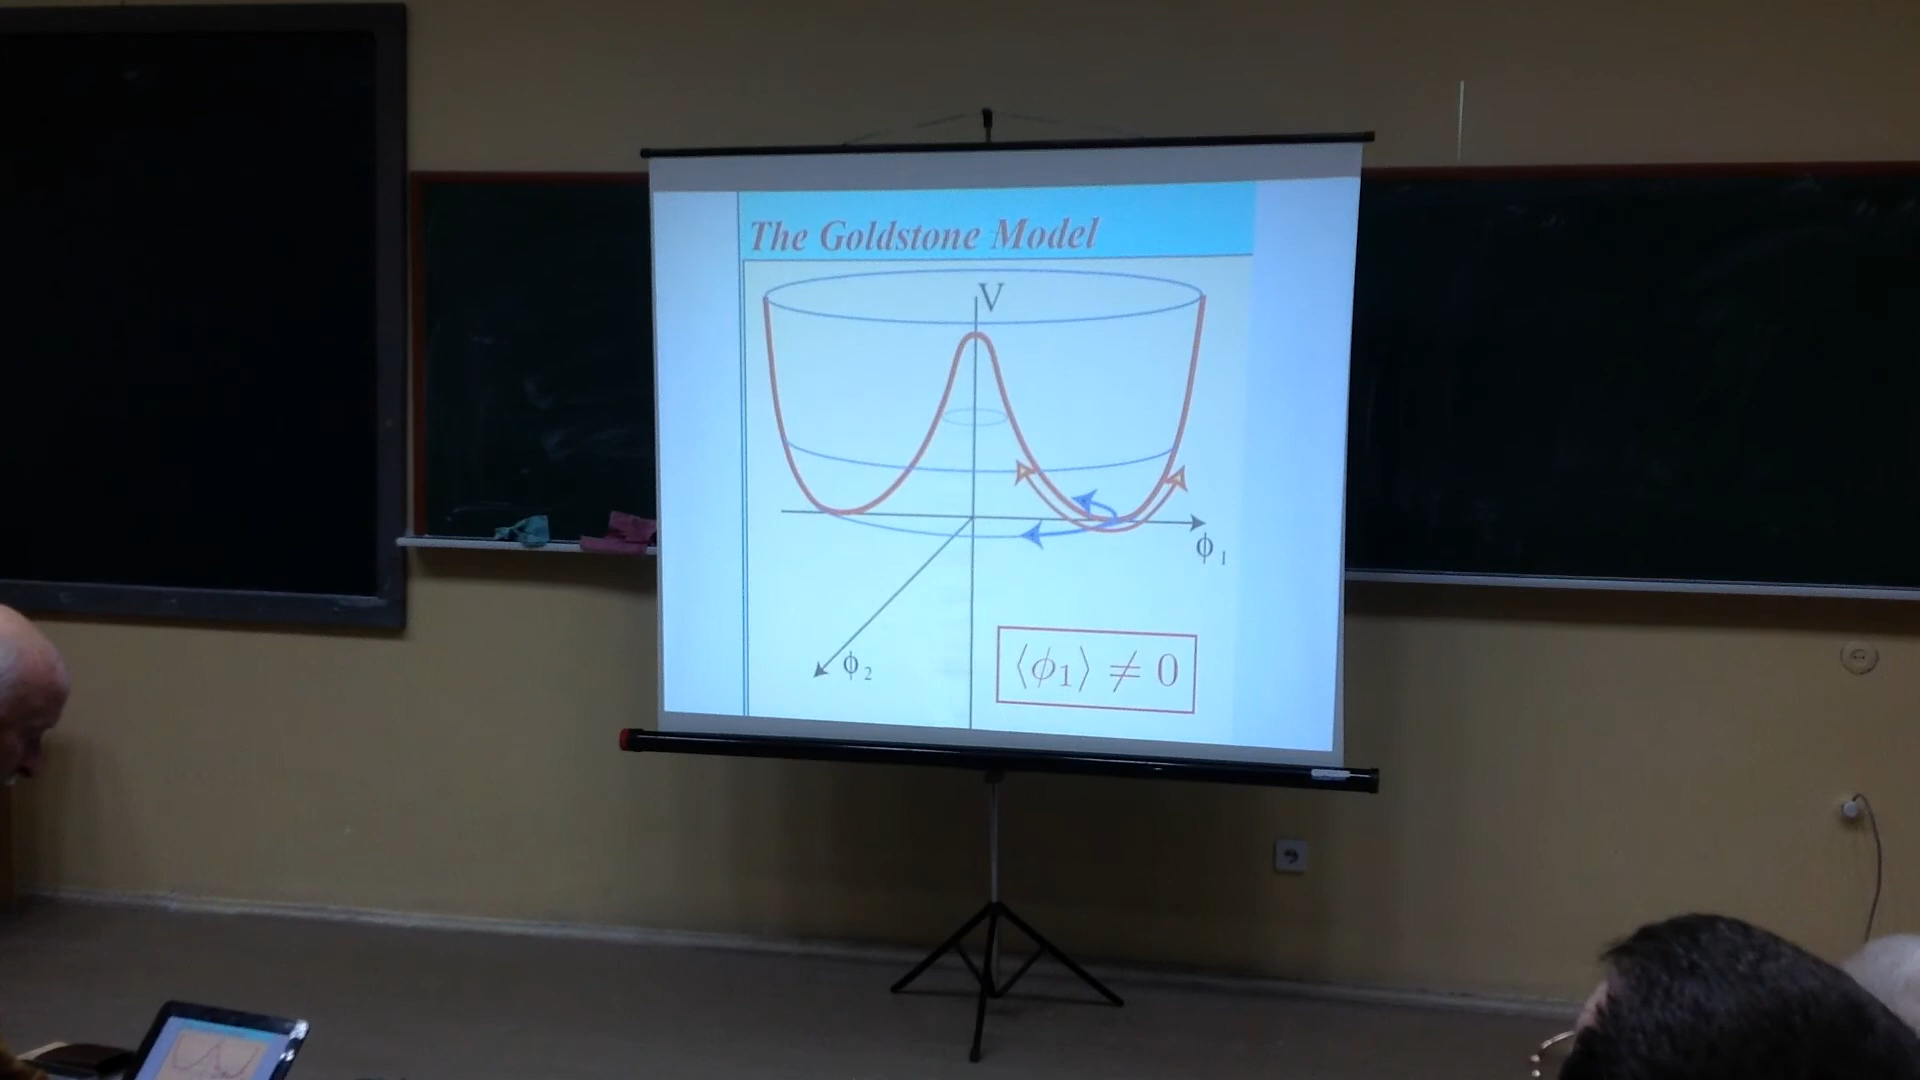 The Goldstone Model
V
ϕ₁
ϕ₂
⟨ϕ₁⟩ ≠ 0